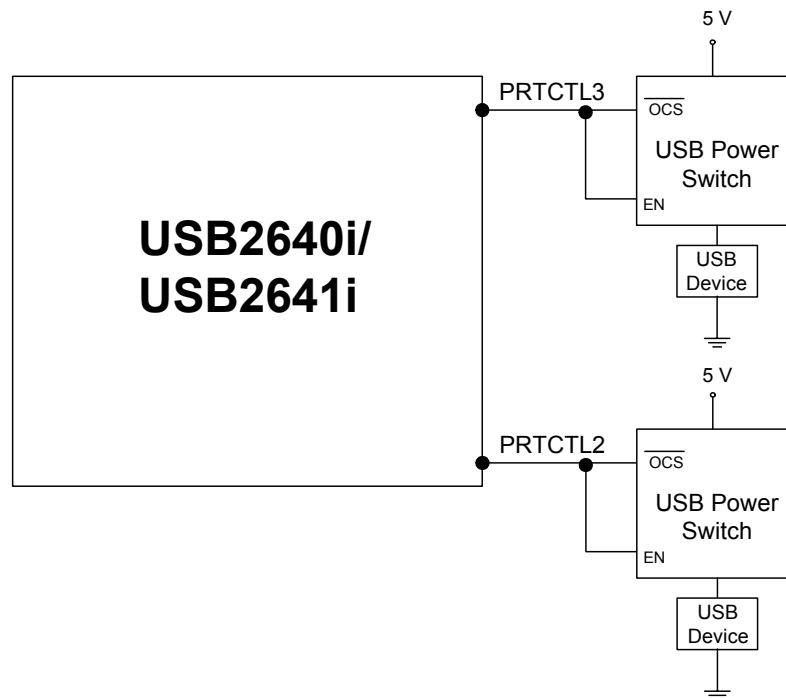 5 V
PRTCTL3
OCS
USB Power
Switch
EN
USB2640i/
USB2641i
USB
Device
5 V
PRTCTL2
OCS
USB Power
Switch
EN
USB
Device